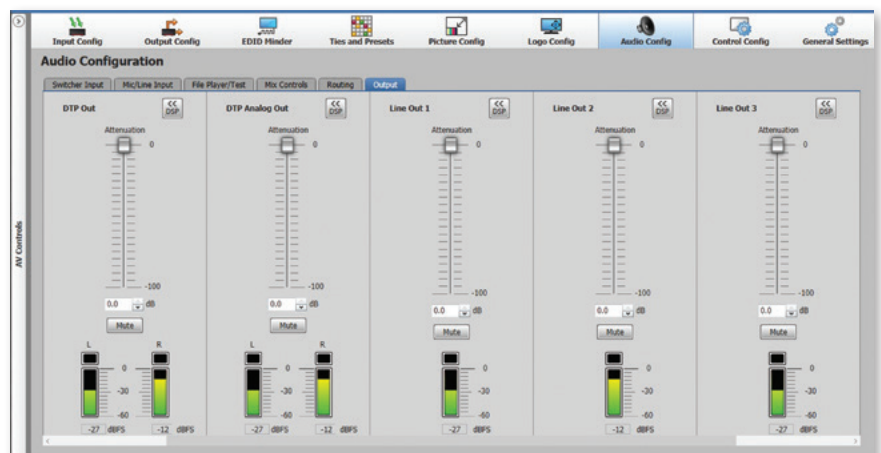 Input Config Output Config EDID Minder Ties and Presets Picture Config Logo Config Audio Config Control Config General Settings
Audio Configuration
Switcher Input Mic/Line Input File Player/Test Mix Controls Routing Output
DTP Out << DSP DTP Analog Out << DSP Line Out 1 << DSP Line Out 2 << DSP Line Out 3 << DSP
Attenuation Attenuation Attenuation Attenuation Attenuation
0 0 0 0 0
AV Controls
-100 -100 -100 -100 -100
0.0 dB 0.0 dB 0.0 dB 0.0 dB 0.0 dB
Mute Mute Mute Mute Mute
L R L R
0 0 0 0 0
-30 -30 -30 -30 -30
-60 -60 -60 -60 -60
-27 dBFS -12 dBFS -27 dBFS -12 dBFS -27 dBFS -12 dBFS -27 dBFS